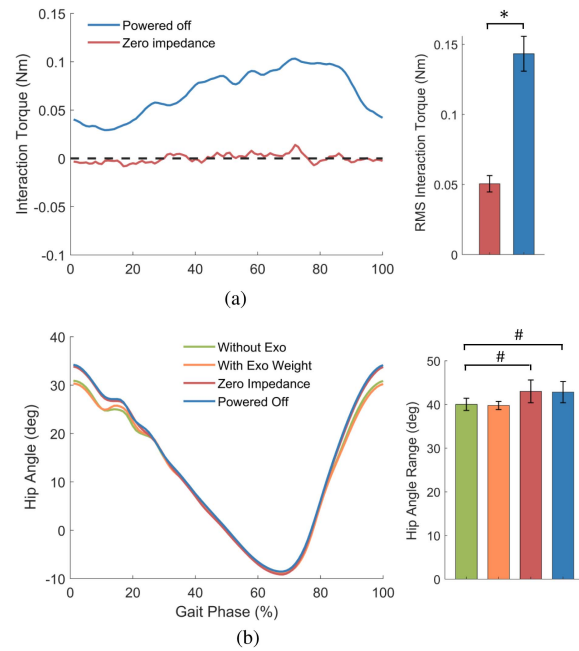 Powered off
Zero impedance
Interaction Torque (Nm)
0.1
0.05
0
-0.05
-0.1
0 20 40 60 80 100
*
RMS Interaction Torque (Nm)
0.15
0.1
0.05
0
(a)
Without Exo
With Exo Weight
Zero Impedance
Powered Off
Hip Angle (deg)
40
30
20
10
0
-10
0 20 40 60 80 100
Gait Phase (%)
#
#
Hip Angle Range (deg)
50
40
30
20
10
0
(b)